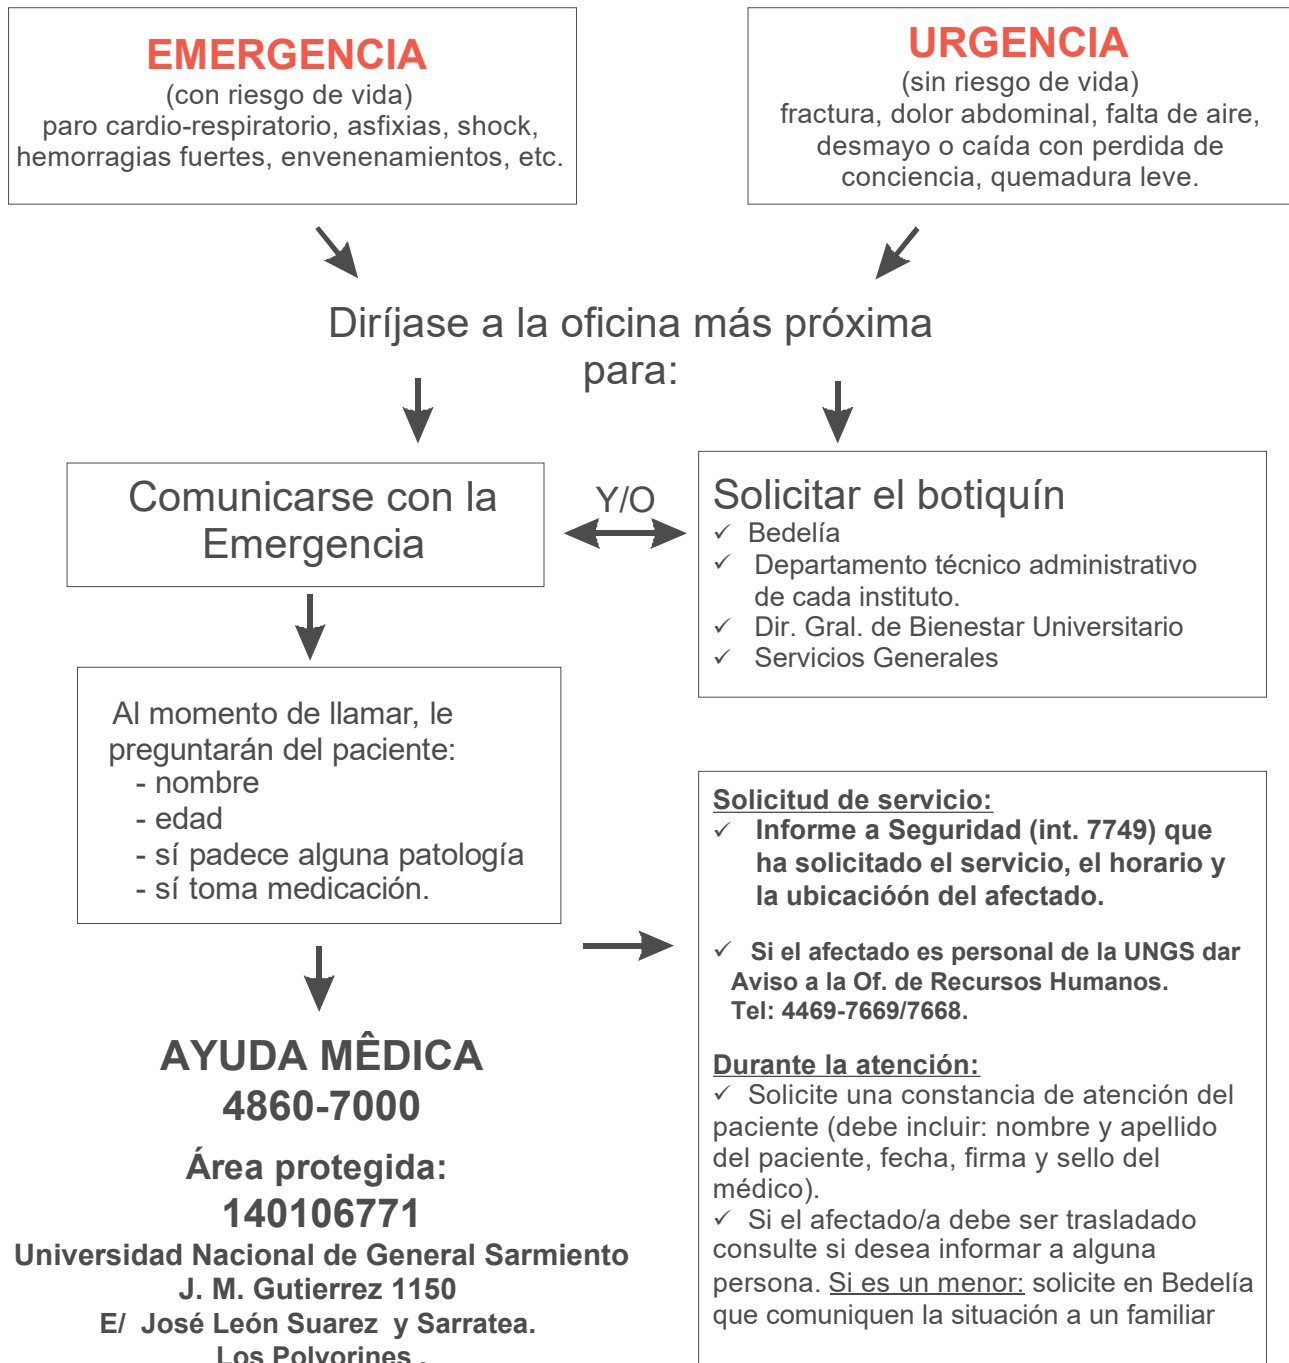 EMERGENCIA
(con riesgo de vida)
paro cardio-respiratorio, asfixias, shock,
hemorragias fuertes, envenenamientos, etc.
URGENCIA
(sin riesgo de vida)
fractura, dolor abdominal, falta de aire,
desmayo o caída con perdida de
conciencia, quemadura leve.
Diríjase a la oficina más próxima
para:
Comunicarse con la
Emergencia
Y/O
Solicitar el botiquín
✓ Bedelía
✓ Departamento técnico administrativo
de cada instituto.
✓ Dir. Gral. de Bienestar Universitario
✓ Servicios Generales
Al momento de llamar, le
preguntarán del paciente:
- nombre
- edad
- sí padece alguna patología
- sí toma medicación.
AYUDA MÊDICA
4860-7000
Área protegida:
140106771
Universidad Nacional de General Sarmiento
J. M. Gutierrez 1150
E/ José León Suarez y Sarratea.
Los Polvorines .
Solicitud de servicio:
✓ Informe a Seguridad (int. 7749) que
ha solicitado el servicio, el horario y
la ubicacióón del afectado.
✓ Si el afectado es personal de la UNGS dar
Aviso a la Of. de Recursos Humanos.
Tel: 4469-7669/7668.
Durante la atención:
✓ Solicite una constancia de atención del
paciente (debe incluir: nombre y apellido
del paciente, fecha, firma y sello del
médico).
✓ Si el afectado/a debe ser trasladado
consulte si desea informar a alguna
persona. Si es un menor: solicite en Bedelía
que comuniquen la situación a un familiar